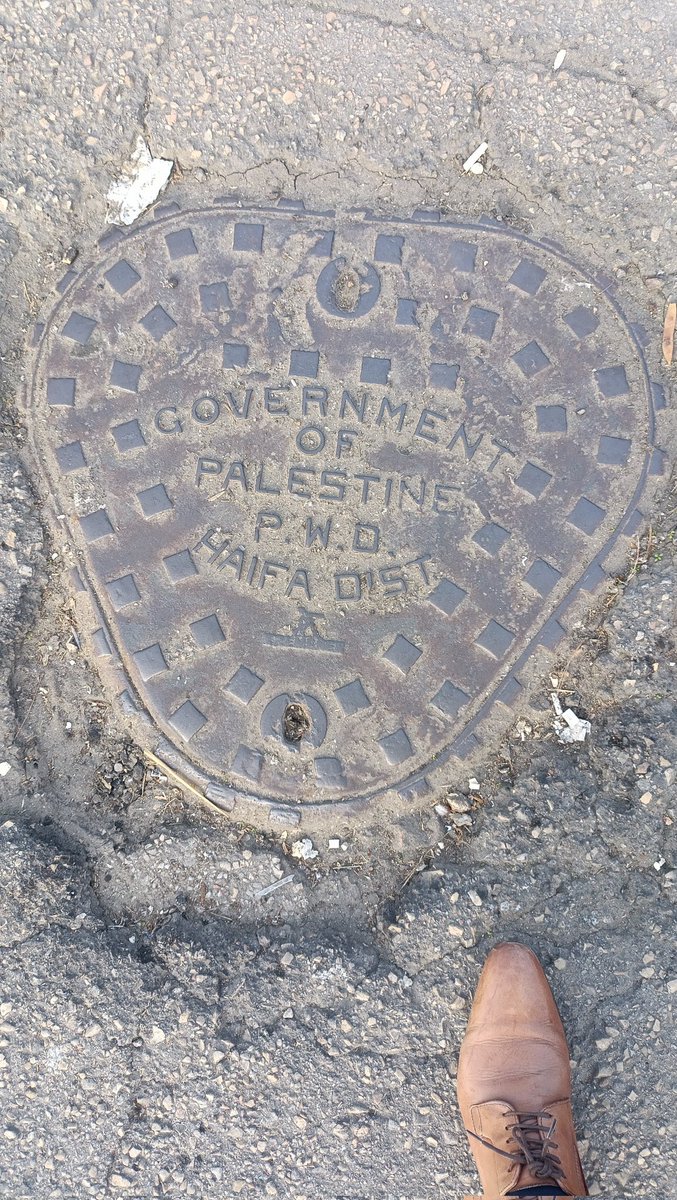 GOVERNMENT
OF
PALESTINE
P.W.D.
HAIFA DIST.